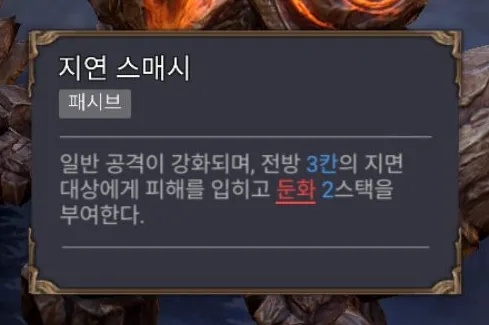 지연 스매시
패시브
일반 공격이 강화되며, 전방 3칸의 지면
대상에게 피해를 입히고 둔화 2스택을
부여한다.